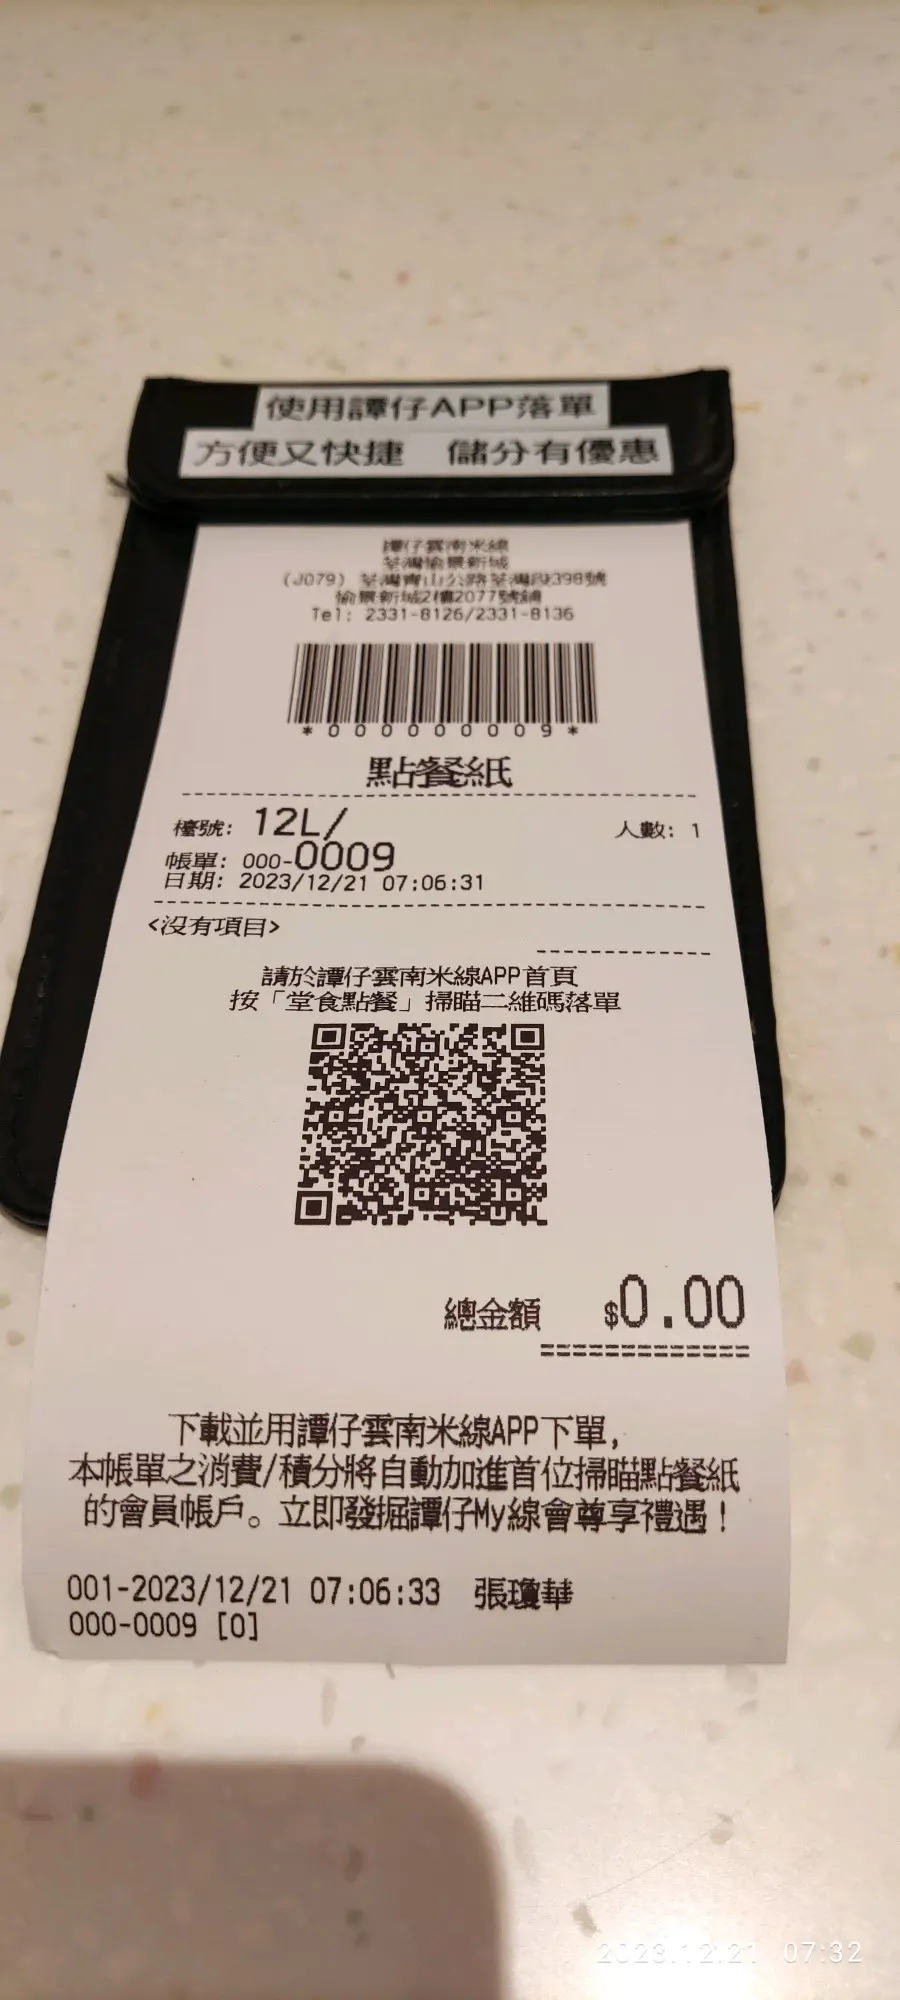 使用譚仔APP落單
方便又快捷 儲分有優惠
譚仔雲南米線
荃灣愉景新城
(J079) 荃灣青山公路荃灣段398號
愉景新城2樓2077號鋪
Tel: 2331-8126/2331-8136
*000000009*
點餐紙
檯號: 12L/ 人數: 1
帳單: 000-0009
日期: 2023/12/21 07:06:31
<沒有項目>
請於譚仔雲南米線APP首頁
按「堂食點餐」掃瞄二維碼落單
總金額 $0.00
=============
下載並用譚仔雲南米線APP下單,
本帳單之消費/積分將自動加進首位掃瞄點餐紙
的會員帳戶。立即發掘譚仔My線會尊享禮遇!
001-2023/12/21 07:06:33 張瓊華
000-0009 [0]
2023.12.21 07:32